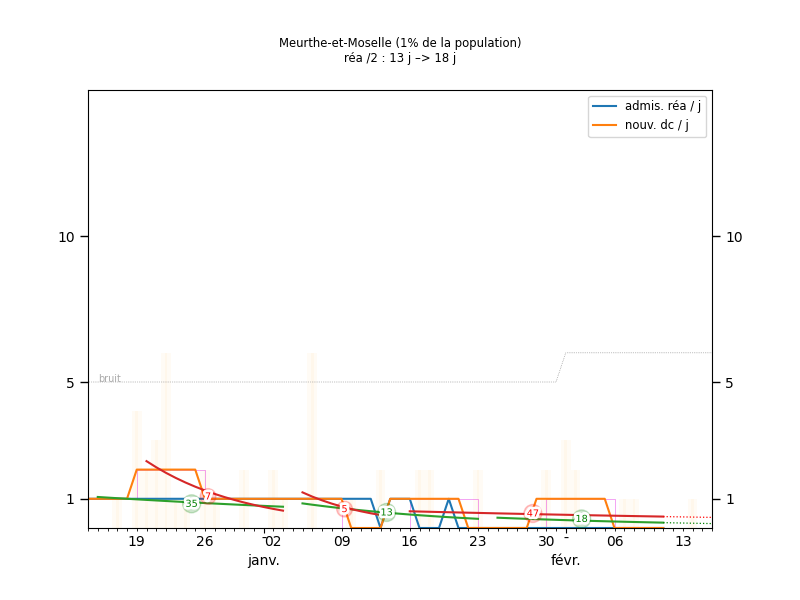 Meurthe-et-Moselle (1% de la population)
réa /2 : 13 j –> 18 j
admis. réa / j
nouv. dc / j
10 10
bruit
5 5
7
35
5
13
47
18
1 1
19 26 02 09 16 23 30 06 13
janv. févr.